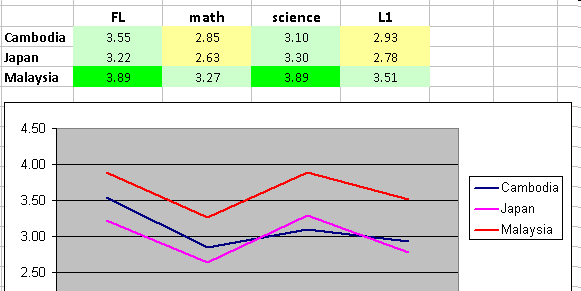 FL math science L1
Cambodia 3.55 2.85 3.10 2.93
Japan 3.22 2.63 3.30 2.78
Malaysia 3.89 3.27 3.89 3.51
4.50
4.00
3.50
3.00
2.50
Cambodia
Japan
Malaysia